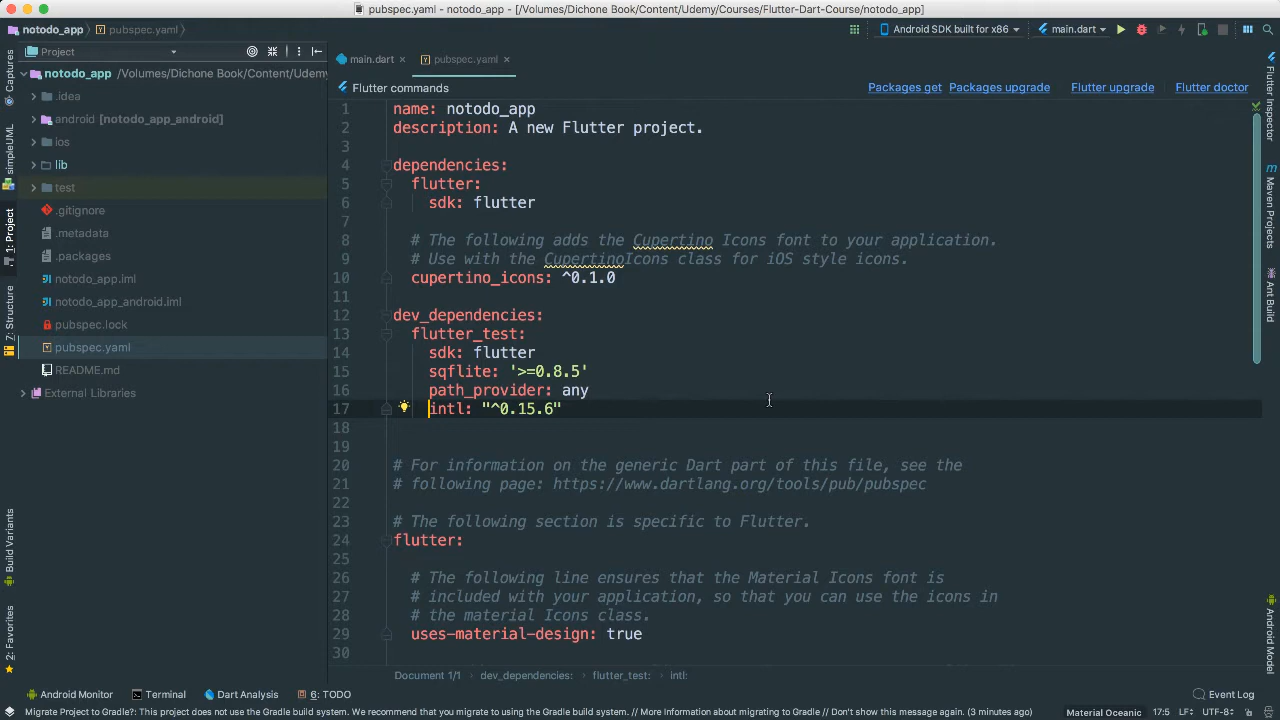 pubspec.yaml - [/Volumes/Dichone Book/Content/Udemy/Courses/Flutter-Dart-Course/notodo_app]
notodo_app
pubspec.yaml
Android SDK built for x86
main.dart
Project
main.dart
pubspec.yaml
Flutter commands
Packages get
Packages upgrade
Flutter upgrade
Flutter doctor
notodo_app /Volumes/Dichone Book/Content/Udemy
.idea
android [notodo_app_android]
ios
lib
test
.gitignore
.metadata
.packages
notodo_app.iml
notodo_app_android.iml
pubspec.lock
pubspec.yaml
README.md
External Libraries
1 name: notodo_app
2 description: A new Flutter project.
3
4 dependencies:
5 flutter:
6 sdk: flutter
7
8 # The following adds the Cupertino Icons font to your application.
9 # Use with the CupertinoIcons class for iOS style icons.
10 cupertino_icons: ^0.1.0
11
12 dev_dependencies:
13 flutter_test:
14 sdk: flutter
15 sqflite: '>=0.8.5'
16 path_provider: any
17 intl: "^0.15.6"
18
19
20 # For information on the generic Dart part of this file, see the
21 # following page: https://www.dartlang.org/tools/pub/pubspec
22
23 # The following section is specific to Flutter.
24 flutter:
25
26 # The following line ensures that the Material Icons font is
27 # included with your application, so that you can use the icons in
28 # the material Icons class.
29 uses-material-design: true
30
Document 1/1 › dev_dependencies: › flutter_test: › intl:
Captures
simpleUML
1: Project
7: Structure
Build Variants
2: Favorites
Flutter Inspector
Maven Projects
Ant Build
Android Model
Android Monitor
Terminal
Dart Analysis
6: TODO
Event Log
Migrate Project to Gradle?: This project does not use the Gradle build system. We recommend that you migrate to using the Gradle build system. // More Information about migrating to Gradle // Don't show this message again. (3 minutes ago)
Material Oceanic
17:5
LF
UTF-8